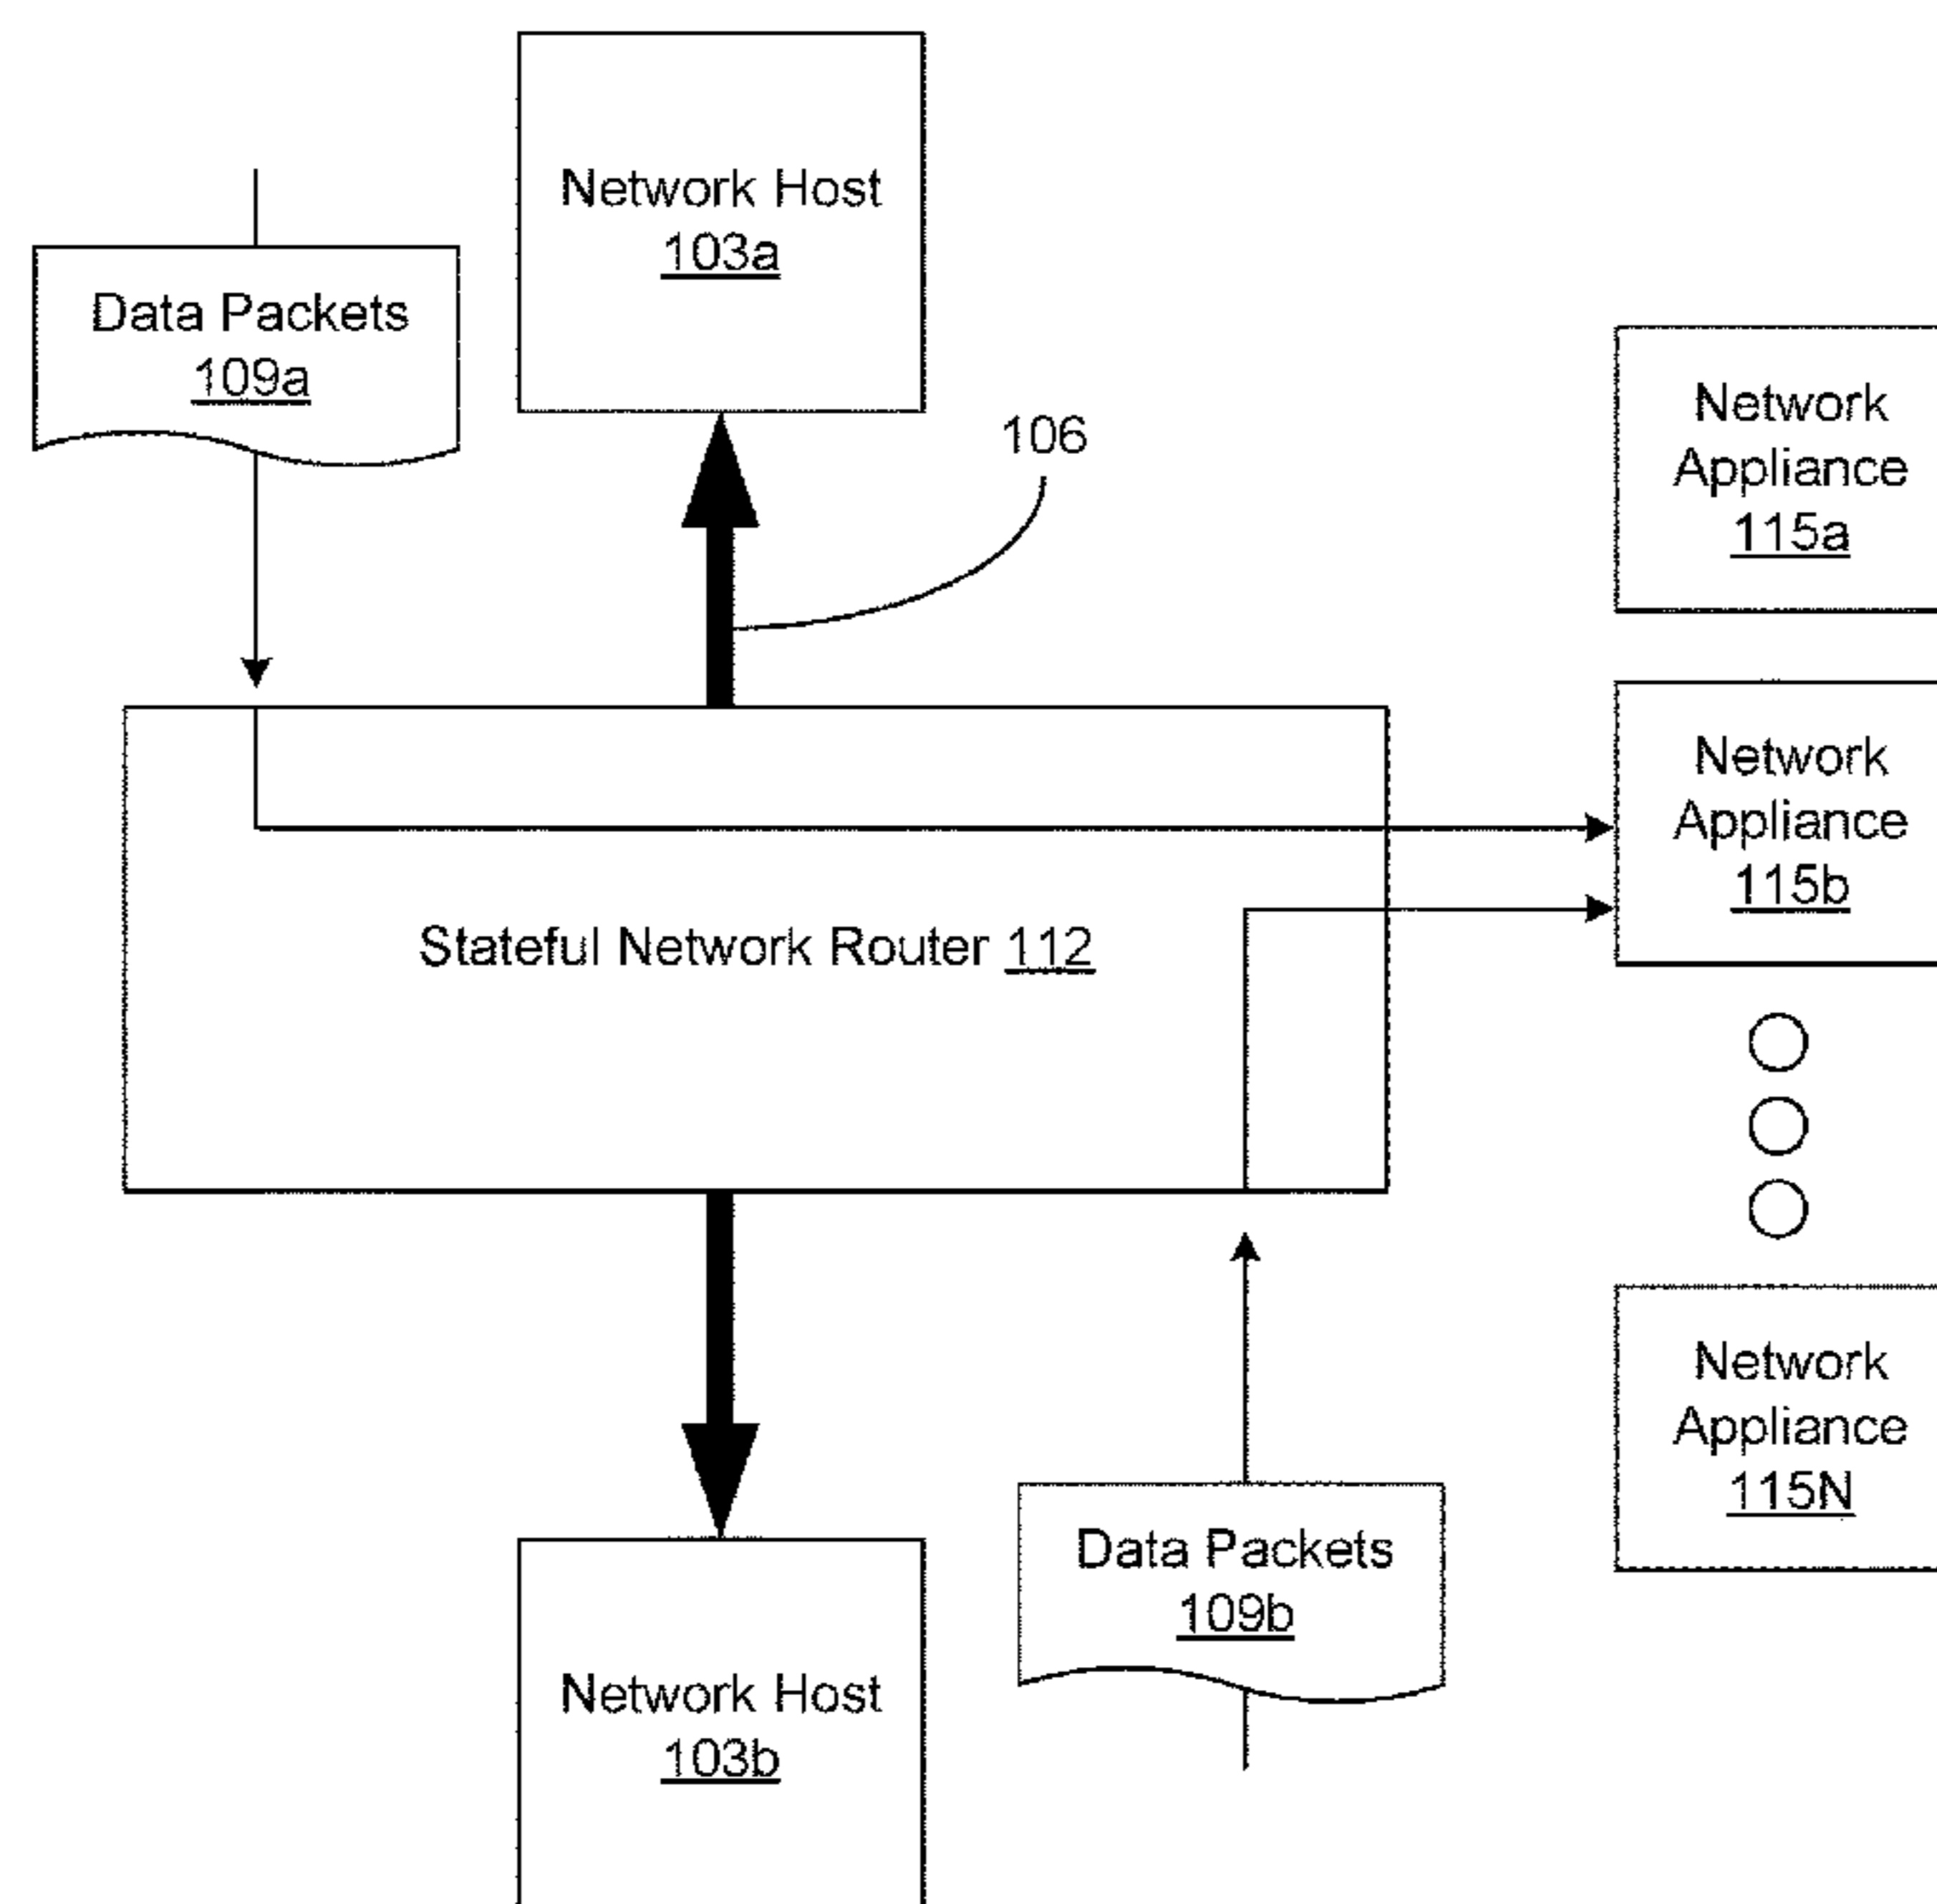 Network Host
103a
Data Packets
109a
106
Network
Appliance
115a
Network
Appliance
115b
Stateful Network Router 112
Network
Appliance
115N
Data Packets
109b
Network Host
103b